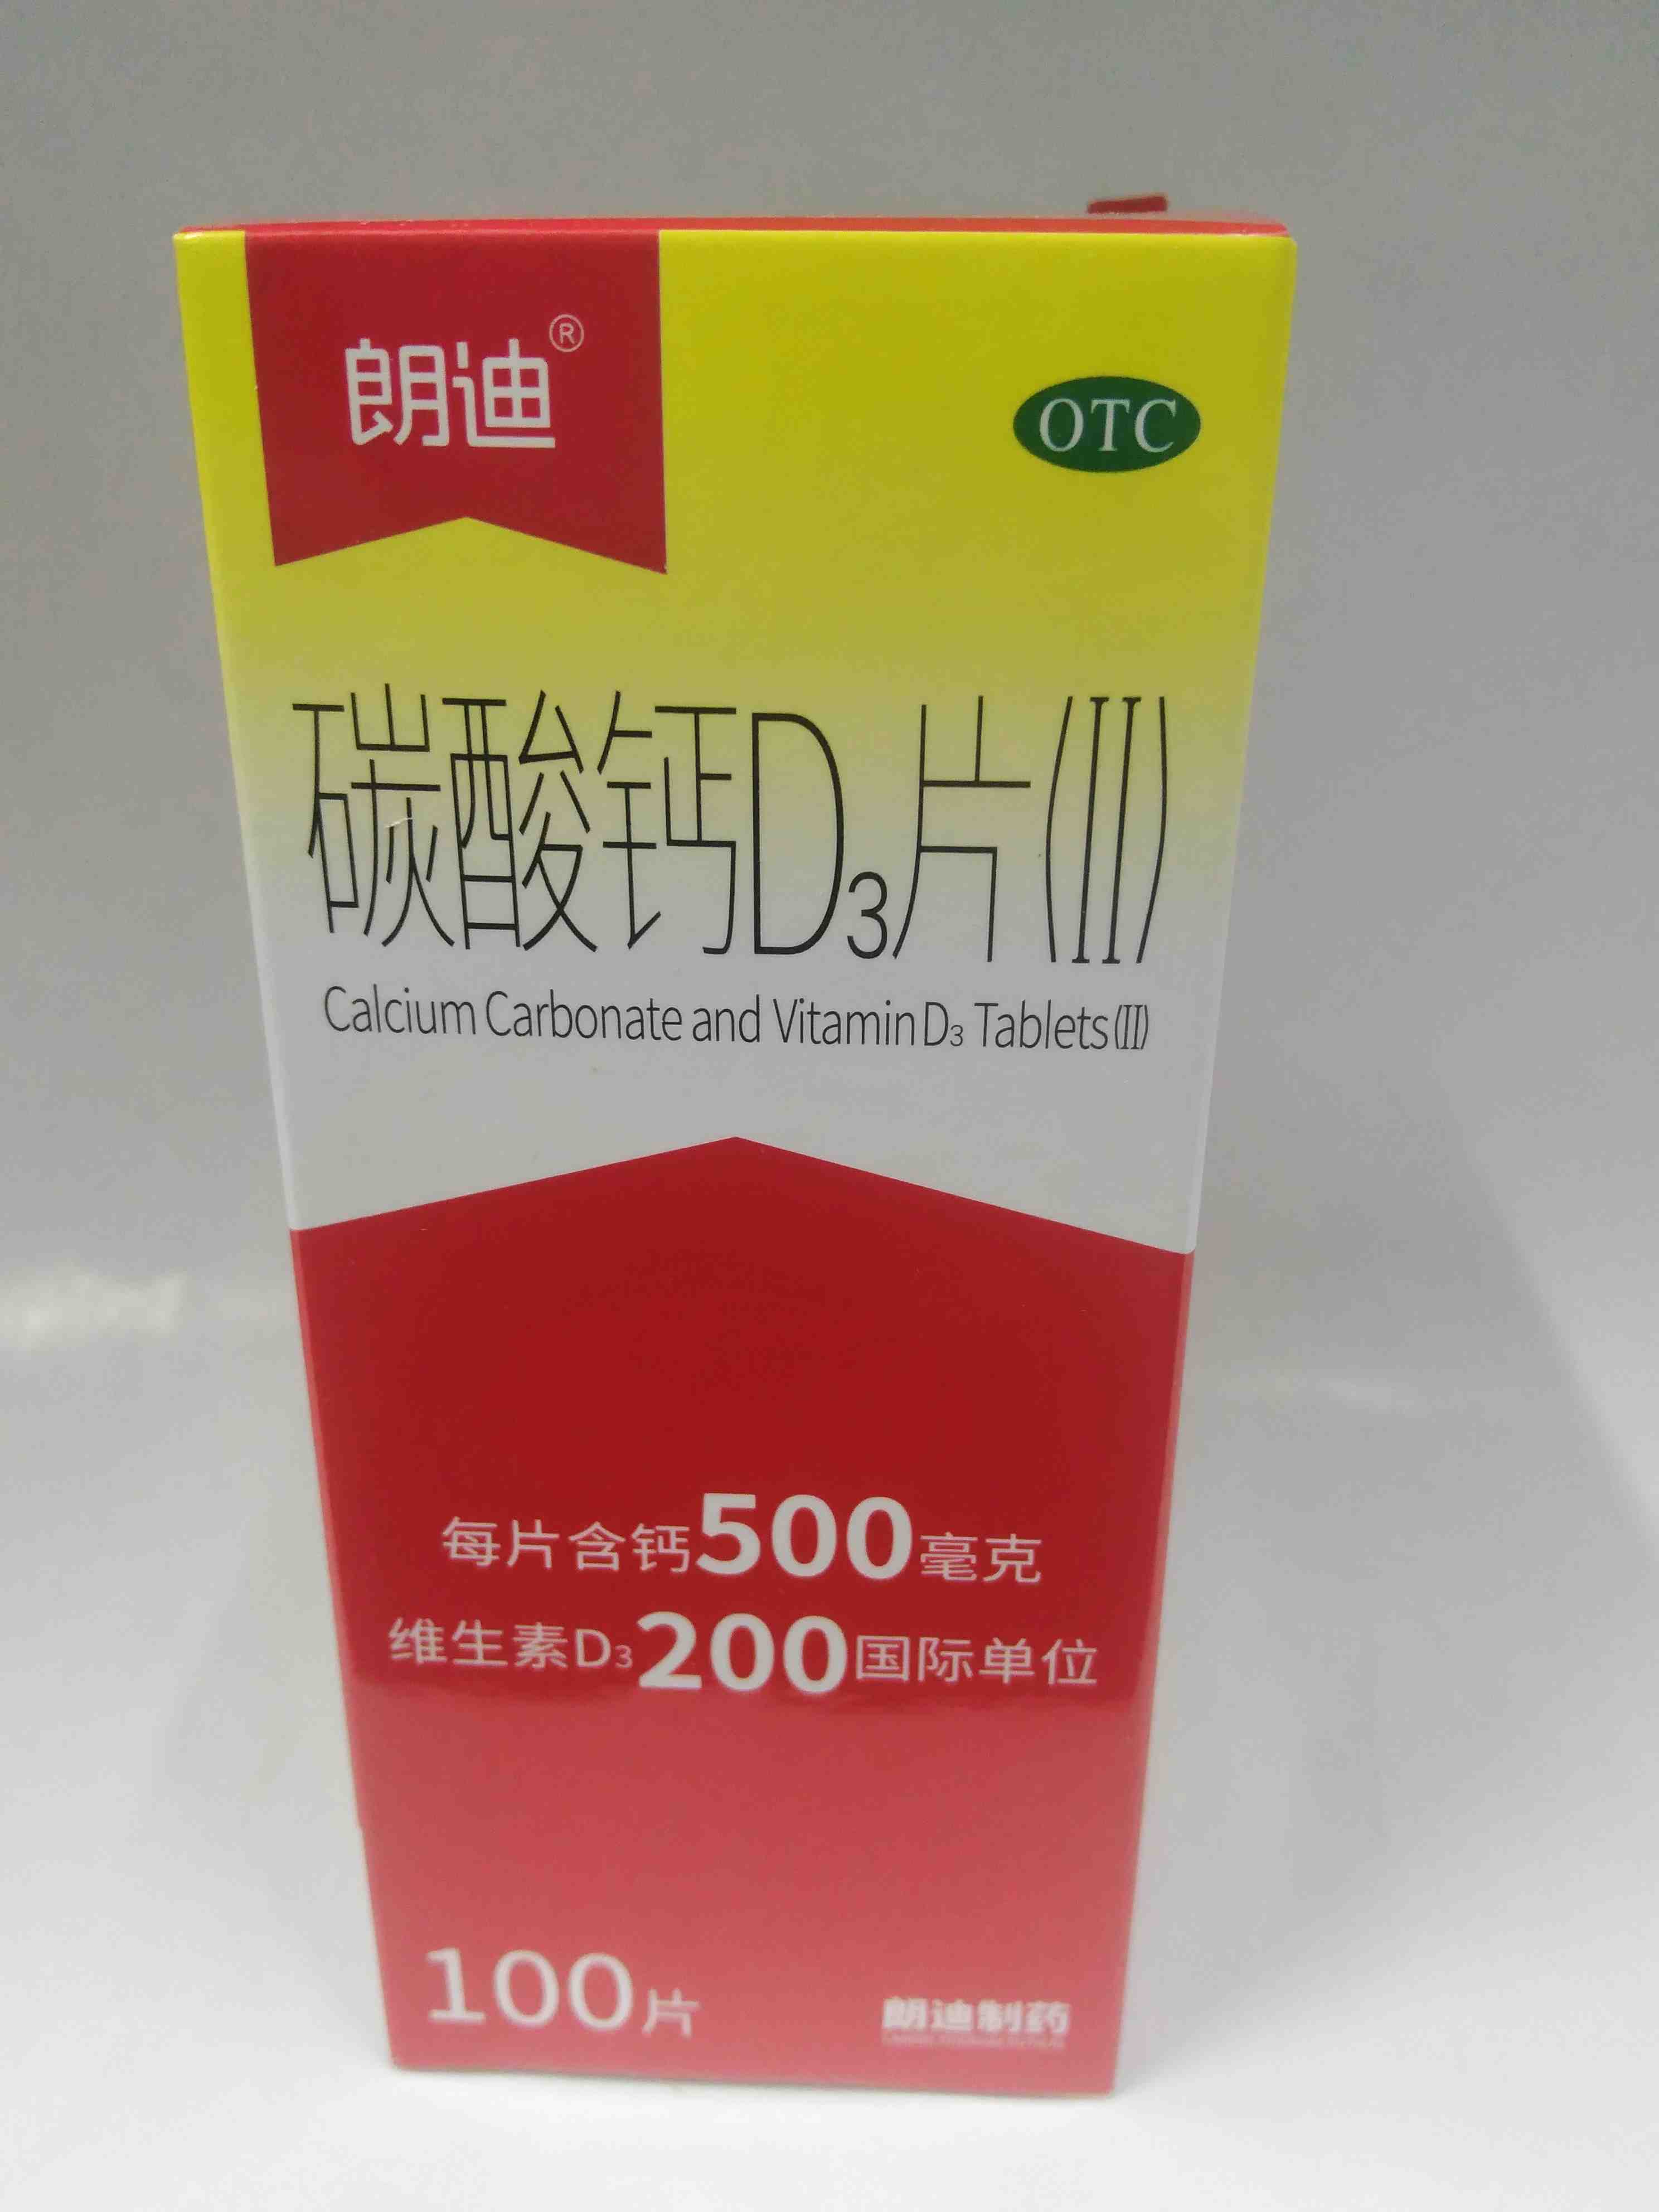 朗迪®
OTC
碳酸钙D₃片(II)
Calcium Carbonate and Vitamin D₃ Tablets(II)
每片含钙500毫克
维生素D₃200国际单位
100片
朗迪制药